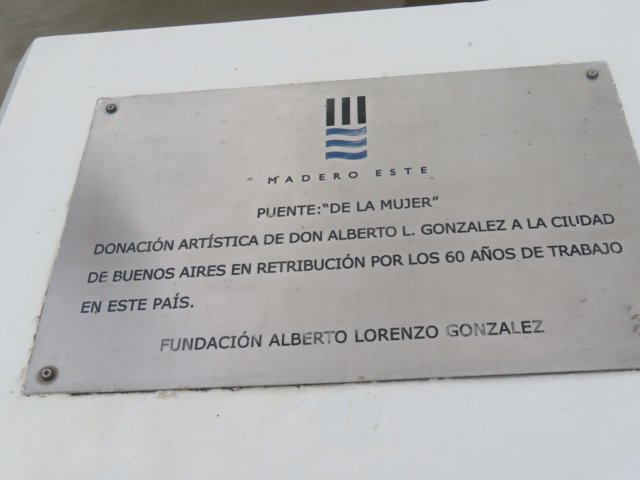 MADERO ESTE
PUENTE:"DE LA MUJER"
DONACIÓN ARTÍSTICA DE DON ALBERTO L. GONZALEZ A LA CIUDAD
DE BUENOS AIRES EN RETRIBUCIÓN POR LOS 60 AÑOS DE TRABAJO
EN ESTE PAÍS.
FUNDACIÓN ALBERTO LORENZO GONZALEZ